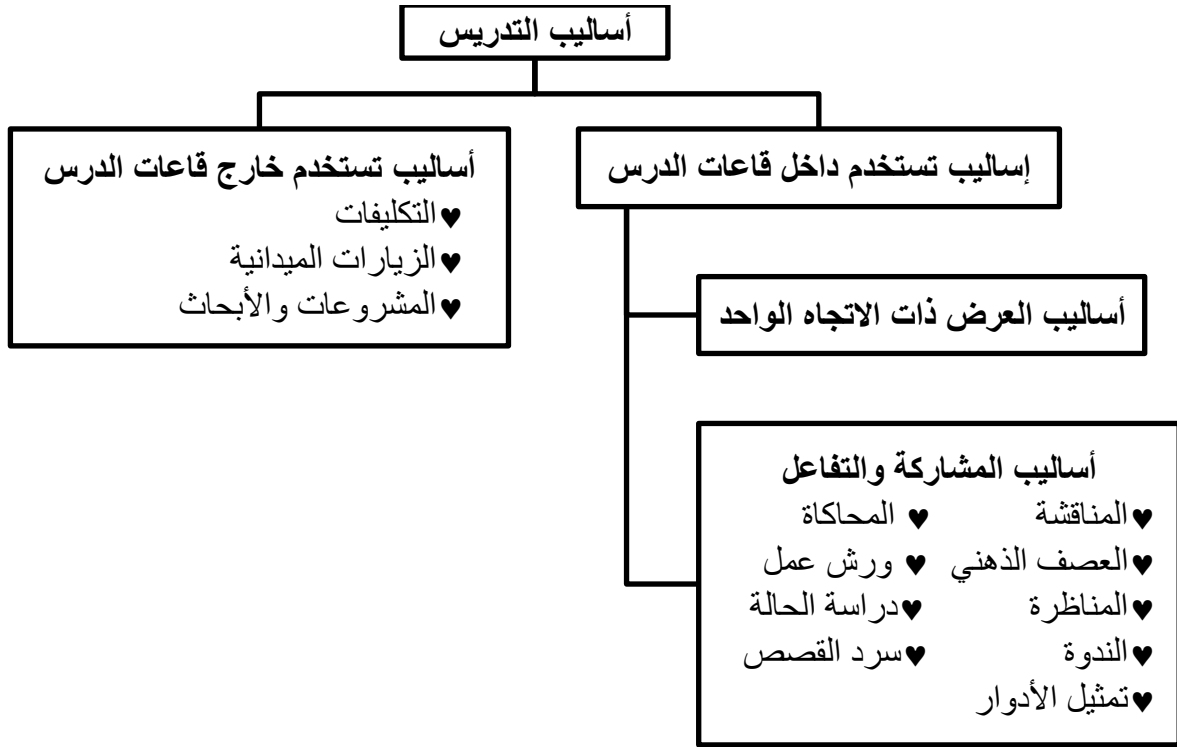 أساليب التدريس
إساليب تستخدم داخل قاعات الدرس
أساليب العرض ذات الاتجاه الواحد
أساليب المشاركة والتفاعل
♥المناقشة ♥ المحاكاة
♥العصف الذهني ♥ ورش عمل
♥المناظرة ♥دراسة الحالة
♥الندوة ♥سرد القصص
♥تمثيل الأدوار
أساليب تستخدم خارج قاعات الدرس
♥التكليفات
♥الزيارات الميدانية
♥المشروعات والأبحاث